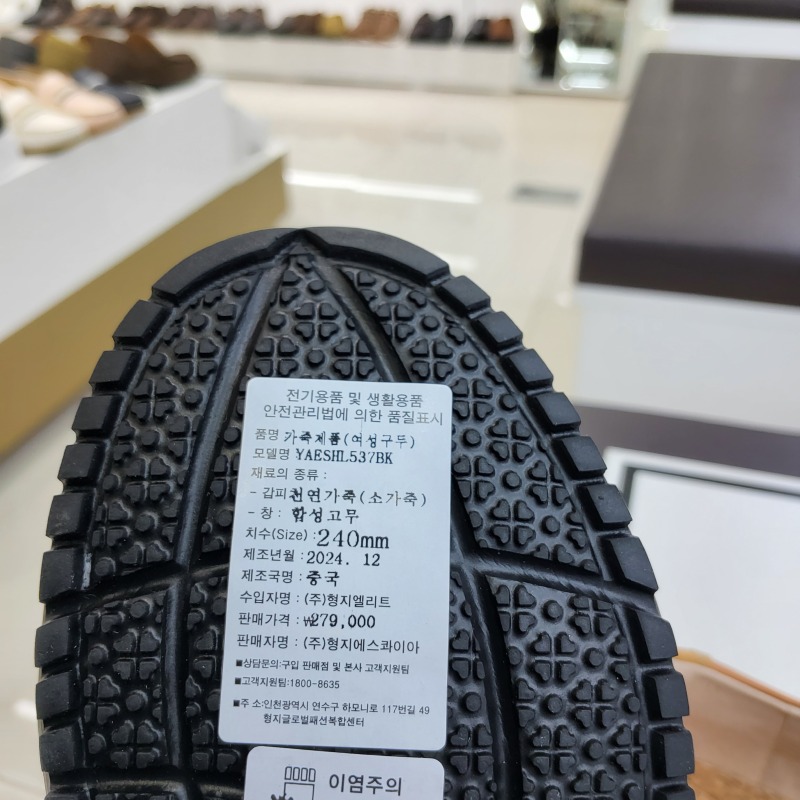 전기용품 및 생활용품
안전관리법에 의한 품질표시
품명 가죽제품(여성구두)
모델명 YAESHL537BK
재료의 종류 :
- 갑피 천연가죽(소가죽)
- 창 : 합성고무
치수(Size) : 240mm
제조년월 : 2024. 12
제조국명 : 중국
수입자명 : (주)형지엘리트
판매가격 : ₩279,000
판매자명 : (주)형지에스콰이아
■상담문의:구입 판매점 및 본사 고객지원팀
■고객지원팀:1800-8635
■주 소:인천광역시 연수구 하모니로 117번길 49
형지글로벌패션복합센터
이염주의